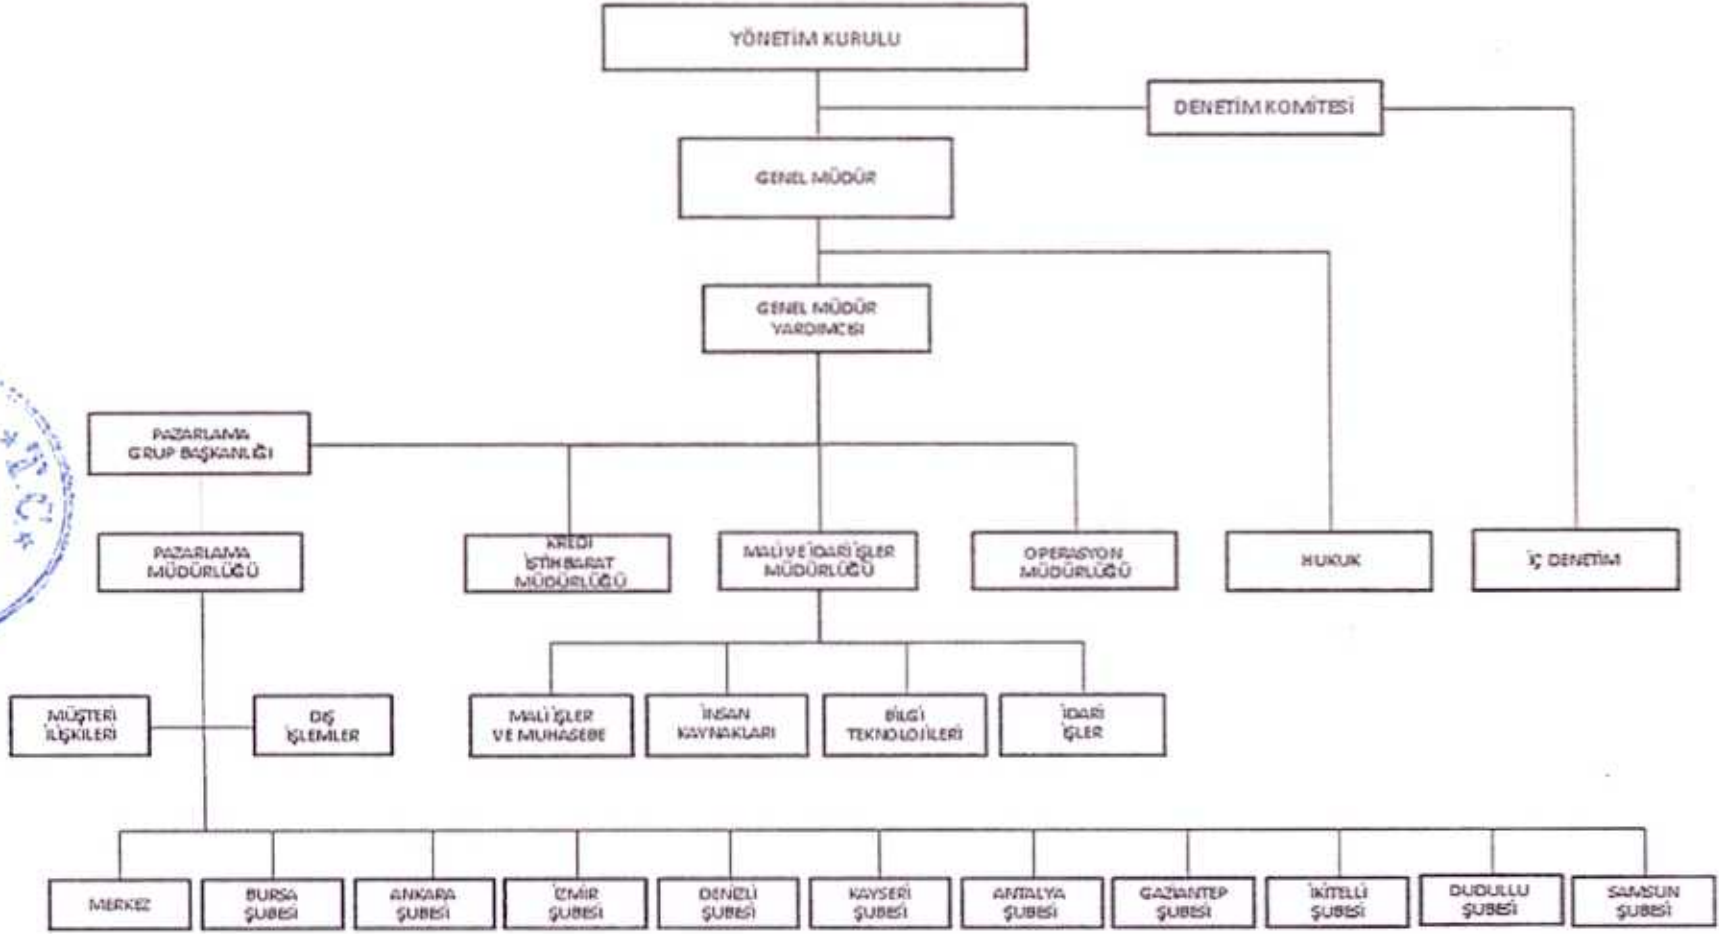 YÖNETİM KURULU
DENETİM KOMİTESİ
GENEL MÜDÜR
GENEL MÜDÜR
YARDIMCISI
PAZARLAMA
GRUP BAŞKANLIĞI
PAZARLAMA
MÜDÜRLÜĞÜ
KREDİ
İSTİHBARAT
MÜDÜRLÜĞÜ
MALİ VE İDARİ İŞLER
MÜDÜRLÜĞÜ
OPERASYON
MÜDÜRLÜĞÜ
HUKUK
İÇ DENETİM
MÜŞTERİ
İLİŞKİLERİ
DIŞ
İŞLEMLER
MALİ İŞLER
VE MUHASEBE
İNSAN
KAYNAKLARI
BİLGİ
TEKNOLOJİLERİ
İDARİ
İŞLER
MERKEZ
BURSA
ŞUBESİ
ANKARA
ŞUBESİ
İZMİR
ŞUBESİ
DENİZLİ
ŞUBESİ
KAYSERİ
ŞUBESİ
ANTALYA
ŞUBESİ
GAZİANTEP
ŞUBESİ
İKİTELLİ
ŞUBESİ
DUDULLU
ŞUBESİ
SAMSUN
ŞUBESİ
*T.C*